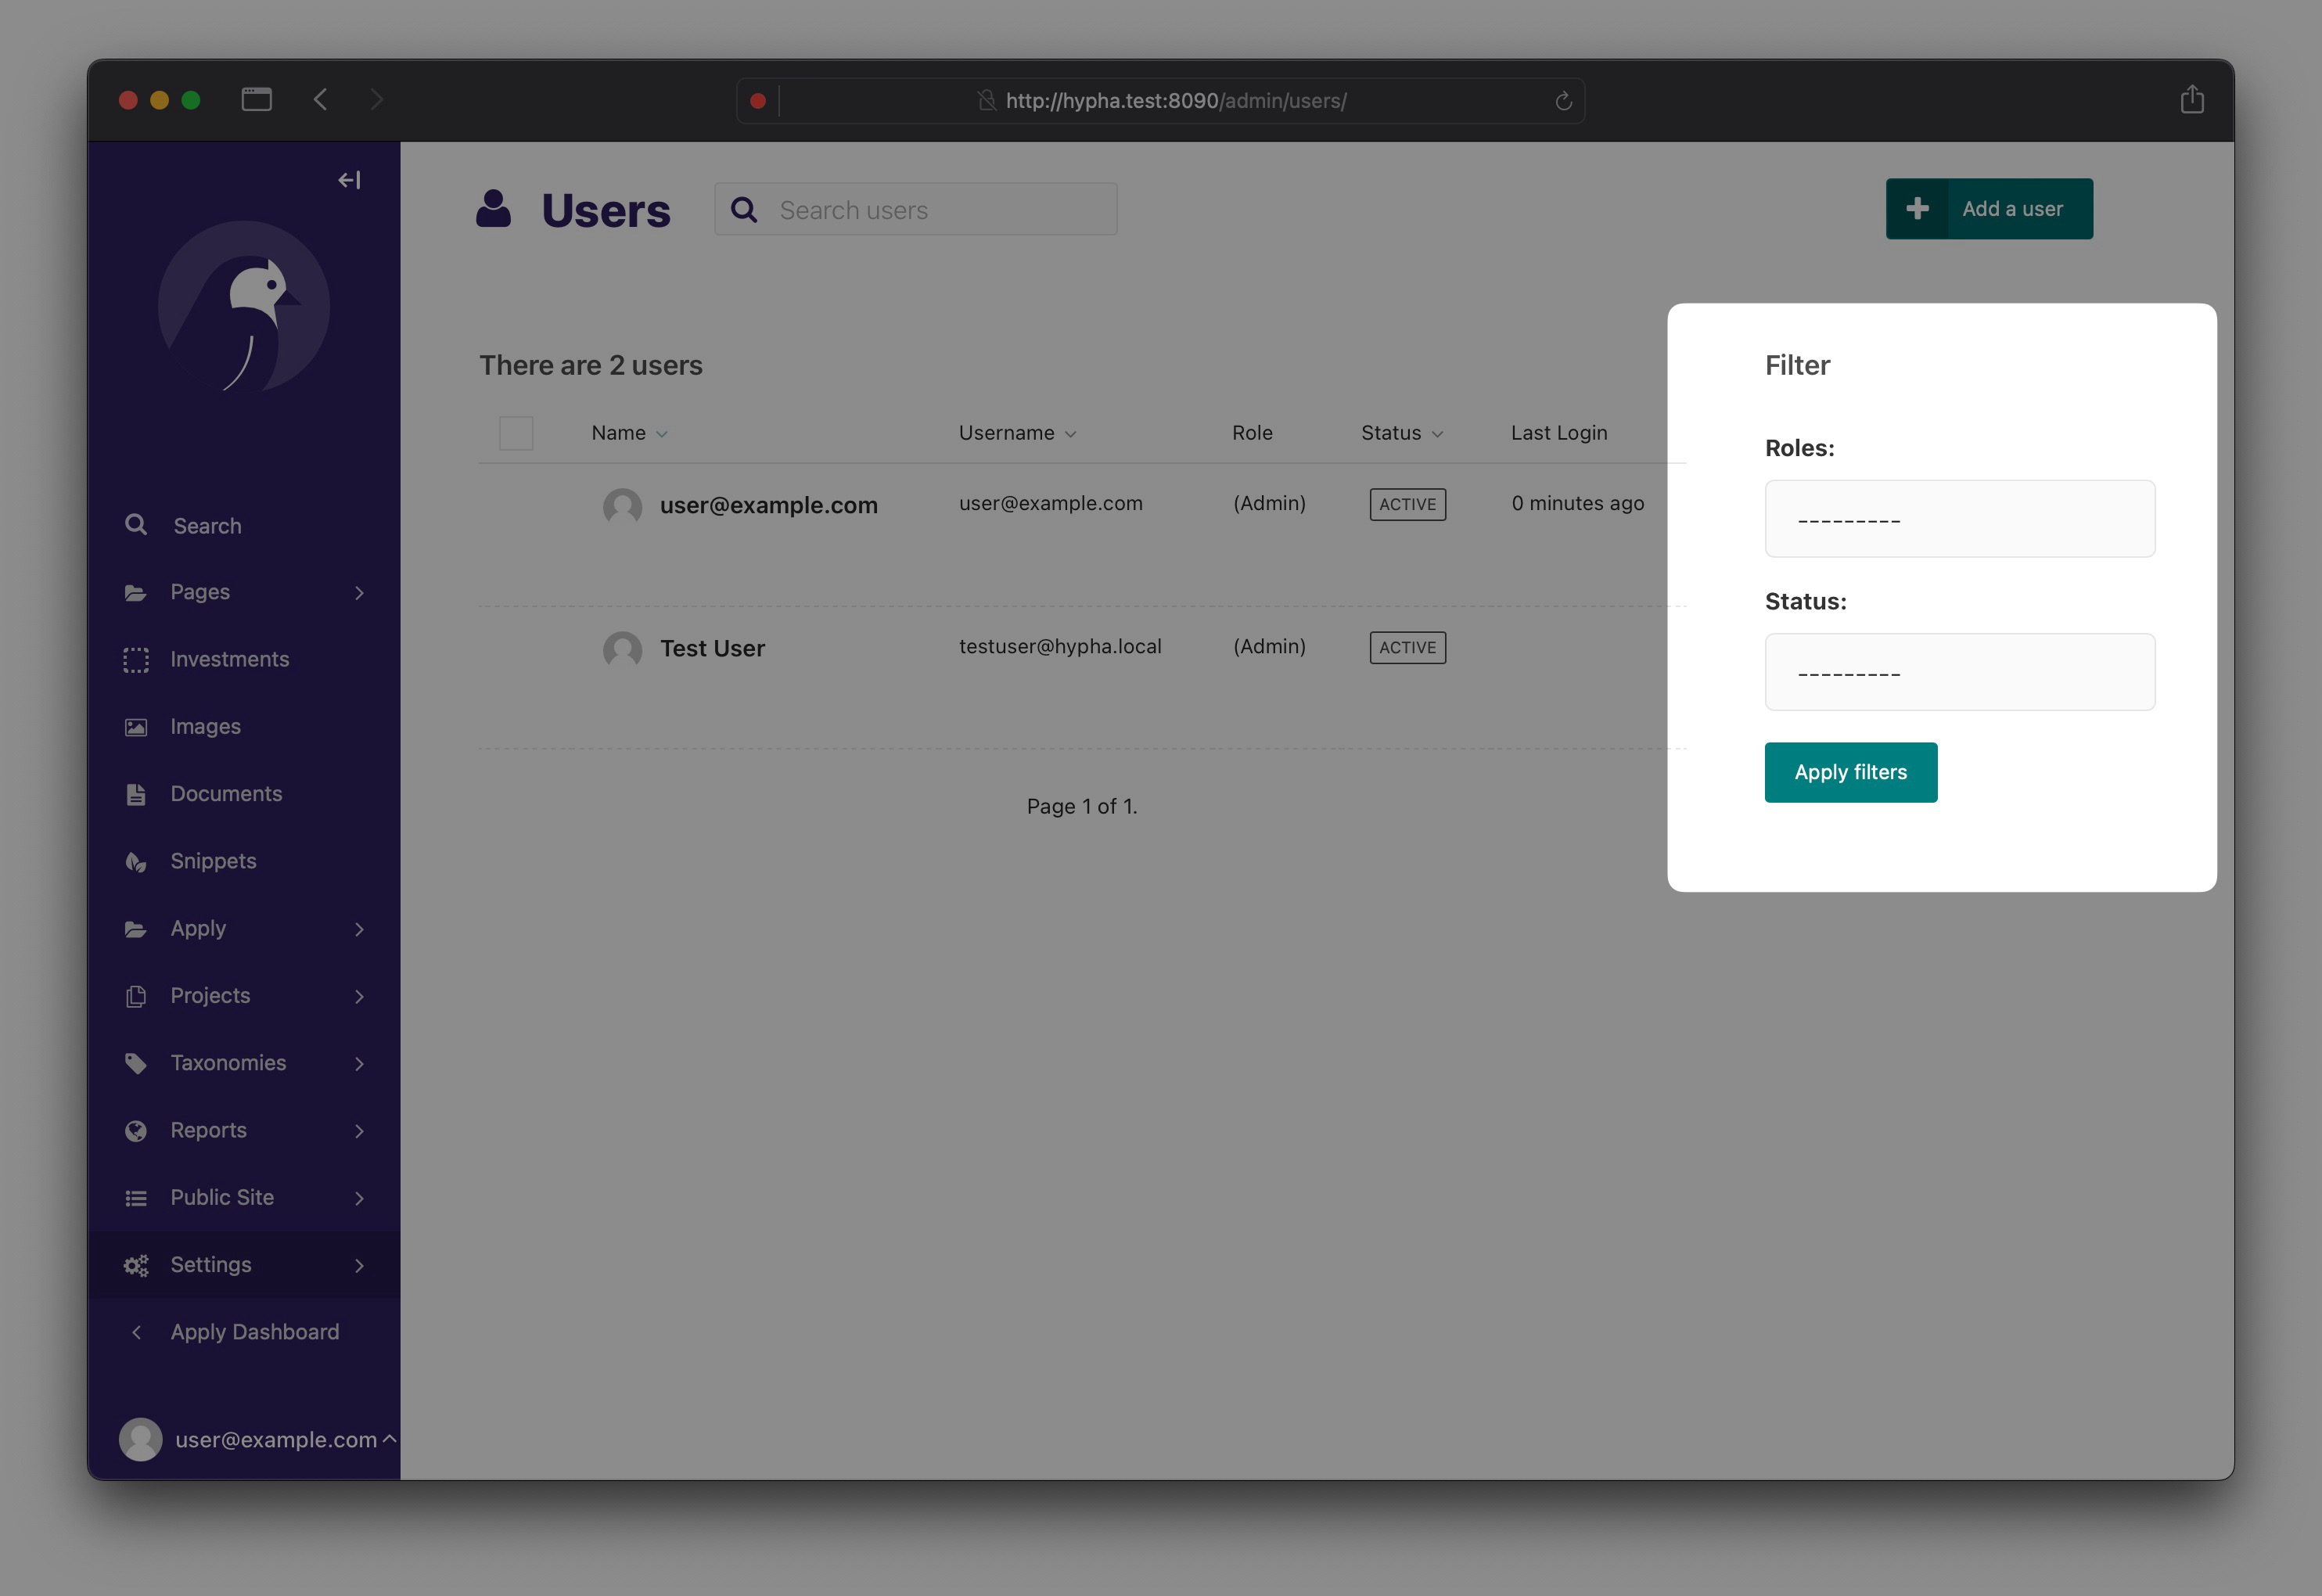 http://hypha.test:8090/admin/users/
Users
Search users
Add a user
Search
Pages
Investments
Images
Documents
Snippets
Apply
Projects
Taxonomies
Reports
Public Site
Settings
Apply Dashboard
user@example.com
There are 2 users
Name Username Role Status Last Login
user@example.com user@example.com (Admin) ACTIVE 0 minutes ago
Test User testuser@hypha.local (Admin) ACTIVE
Page 1 of 1.
Filter
Roles:
---------
Status:
---------
Apply filters